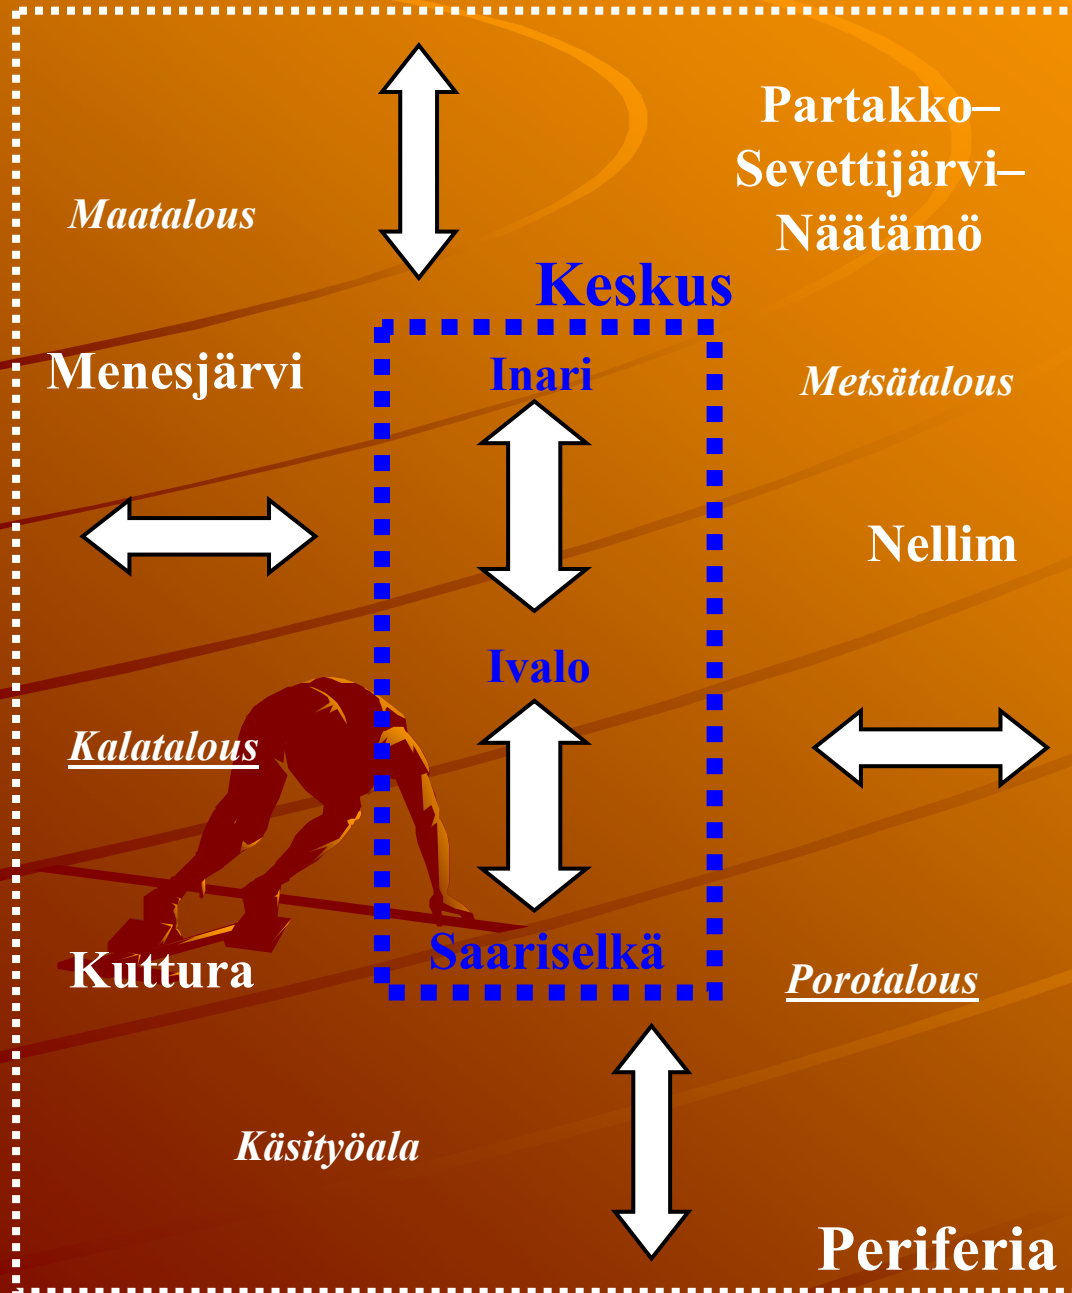 Partakko–
Sevettijärvi–
Näätämö
Maatalous
Keskus
Menesjärvi
Inari
Metsätalous
Nellim
Ivalo
Kalatalous
Saariselkä
Kuttura
Porotalous
Käsityöala
Periferia